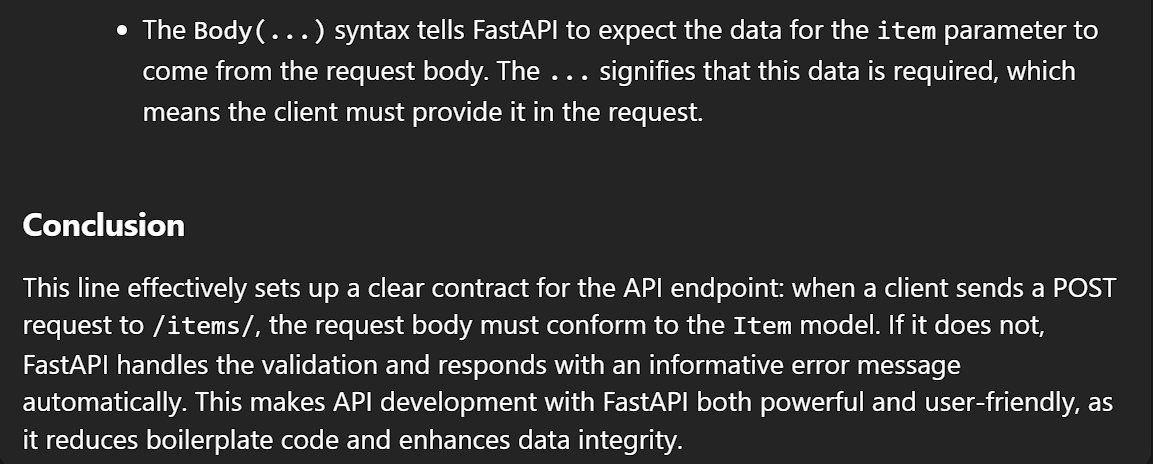 • The Body(...) syntax tells FastAPI to expect the data for the item parameter to
come from the request body. The ... signifies that this data is required, which
means the client must provide it in the request.
Conclusion
This line effectively sets up a clear contract for the API endpoint: when a client sends a POST
request to /items/, the request body must conform to the Item model. If it does not,
FastAPI handles the validation and responds with an informative error message
automatically. This makes API development with FastAPI both powerful and user-friendly, as
it reduces boilerplate code and enhances data integrity.